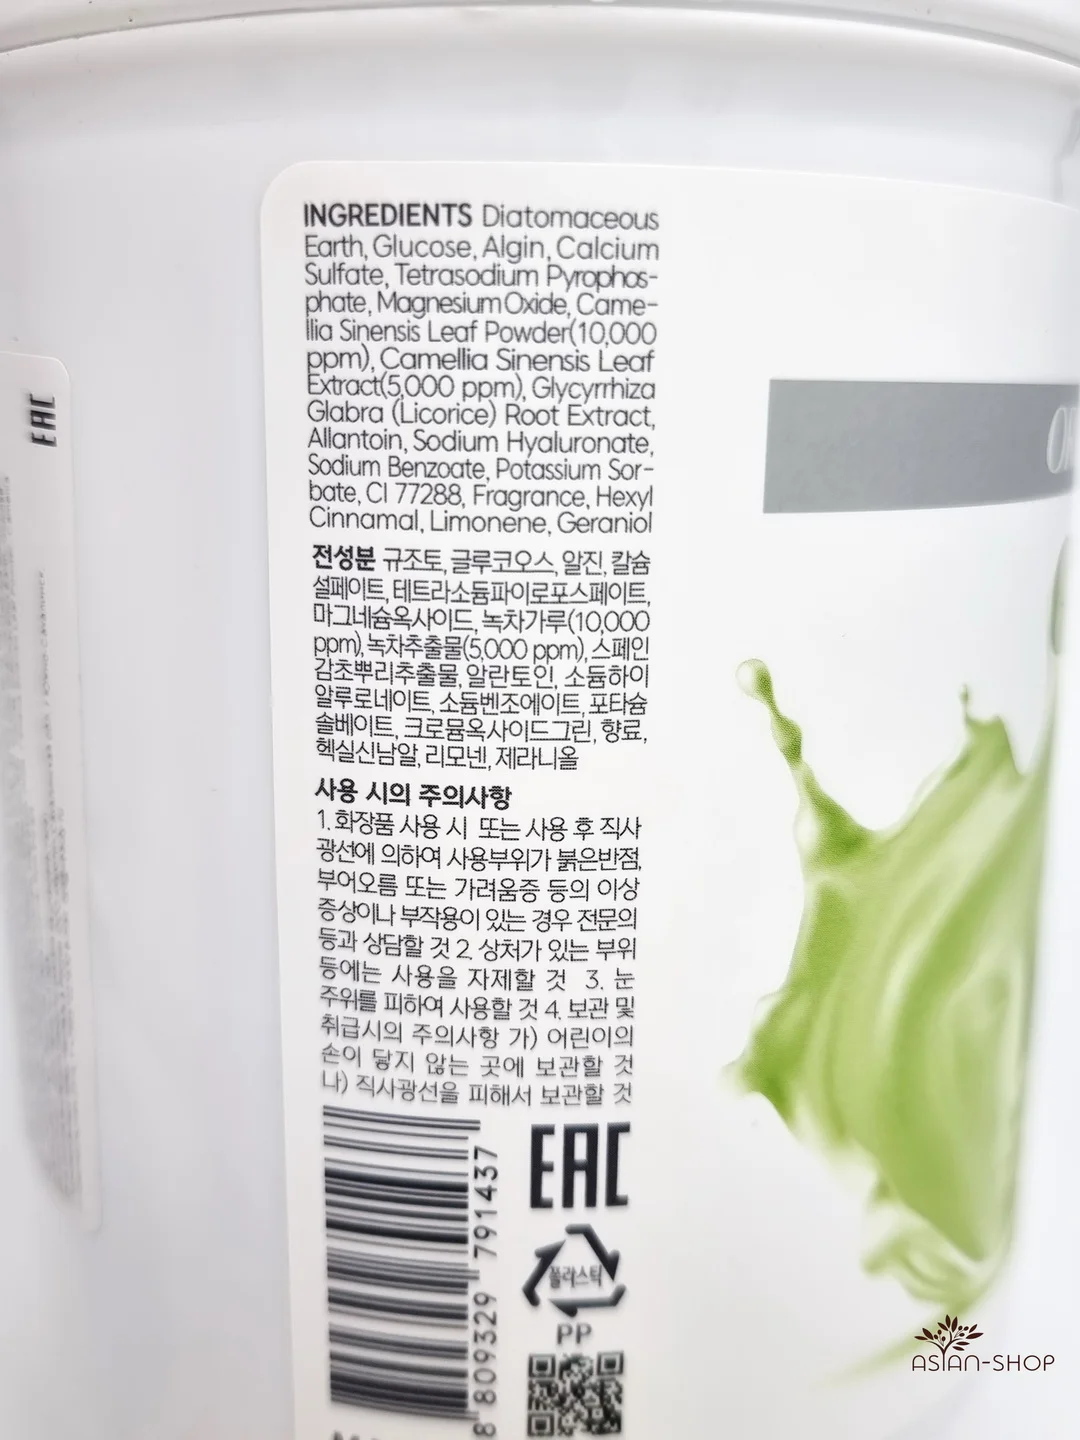 INGREDIENTS Diatomaceous
Earth, Glucose, Algin, Calcium
Sulfate, Tetrasodium Pyrophos-
phate, Magnesium Oxide, Came-
llia Sinensis Leaf Powder(10,000
ppm), Camellia Sinensis Leaf
Extract(5,000 ppm), Glycyrrhiza
Glabra (Licorice) Root Extract,
Allantoin, Sodium Hyaluronate,
Sodium Benzoate, Potassium Sor-
bate, CI 77288, Fragrance, Hexyl
Cinnamal, Limonene, Geraniol
전성분 규조토, 글루코오스, 알진, 칼슘
설페이트, 테트라소듐파이로포스페이트,
마그네슘옥사이드, 녹차가루(10,000
ppm), 녹차추출물(5,000 ppm), 스페인
감초뿌리추출물, 알란토인, 소듐하이
알루로네이트, 소듐벤조에이트, 포타슘
솔베이트, 크로뮴옥사이드그린, 향료,
헥실신남알, 리모넨, 제라니올
사용 시의 주의사항
1. 화장품 사용 시 또는 사용 후 직사
광선에 의하여 사용부위가 붉은반점,
부어오름 또는 가려움증 등의 이상
증상이나 부작용이 있는 경우 전문의
등과 상담할 것 2. 상처가 있는 부위
등에는 사용을 자제할 것 3. 눈
주위를 피하여 사용할 것 4. 보관 및
취급시의 주의사항 가) 어린이의
손이 닿지 않는 곳에 보관할 것
나) 직사광선을 피해서 보관할 것
8 809329 791437
EAC
플라스틱
PP
EAC
ASIAN-SHOP